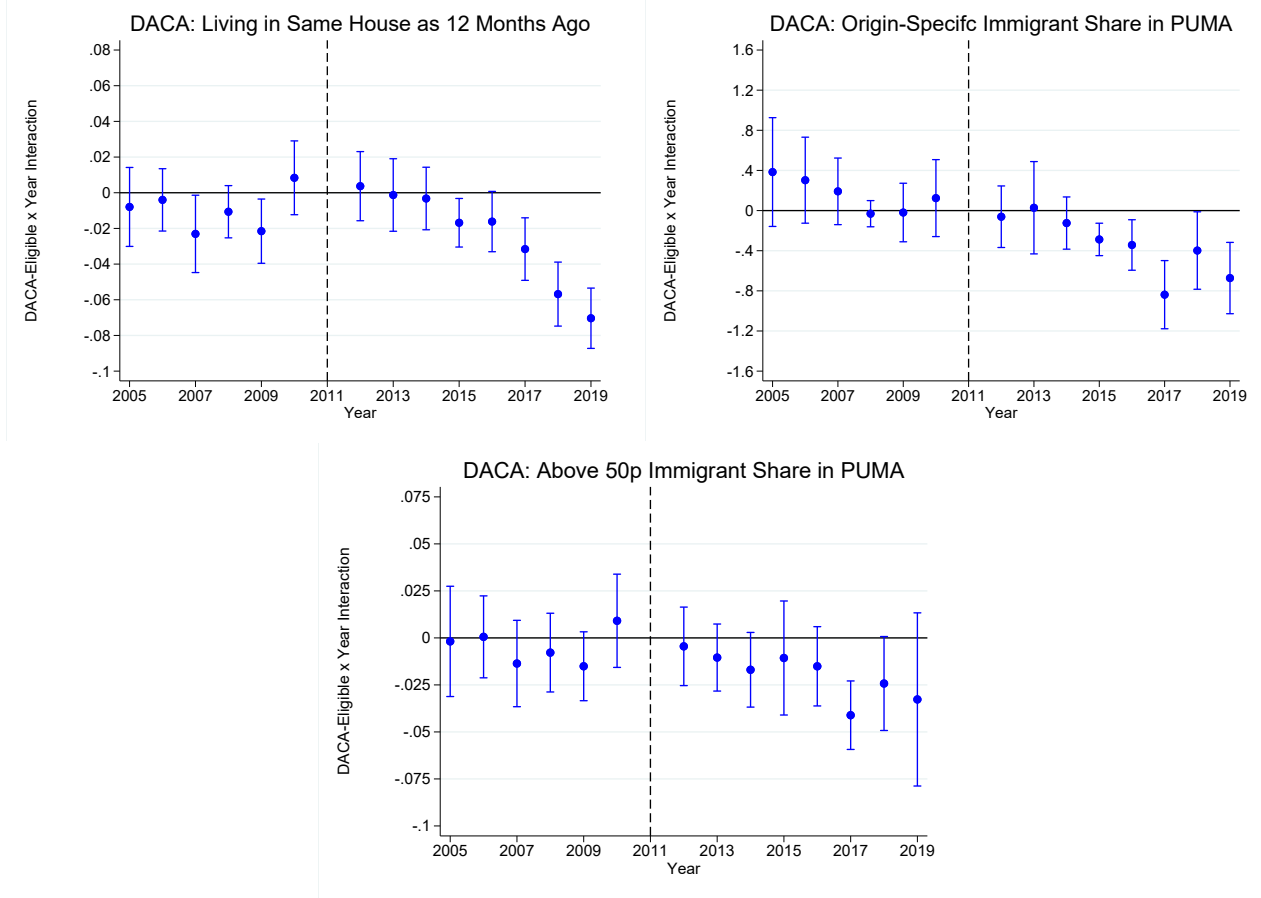 DACA: Living in Same House as 12 Months Ago
DACA-Eligible x Year Interaction
.08
.06
.04
.02
0
-.02
-.04
-.06
-.08
-.1
2005 2007 2009 2011 2013 2015 2017 2019
Year
DACA: Origin-Specifc Immigrant Share in PUMA
DACA-Eligible x Year Interaction
1.6
1.2
.8
.4
0
-.4
-.8
-1.2
-1.6
2005 2007 2009 2011 2013 2015 2017 2019
Year
DACA: Above 50p Immigrant Share in PUMA
DACA-Eligible x Year Interaction
.075
.05
.025
0
-.025
-.05
-.075
-.1
2005 2007 2009 2011 2013 2015 2017 2019
Year